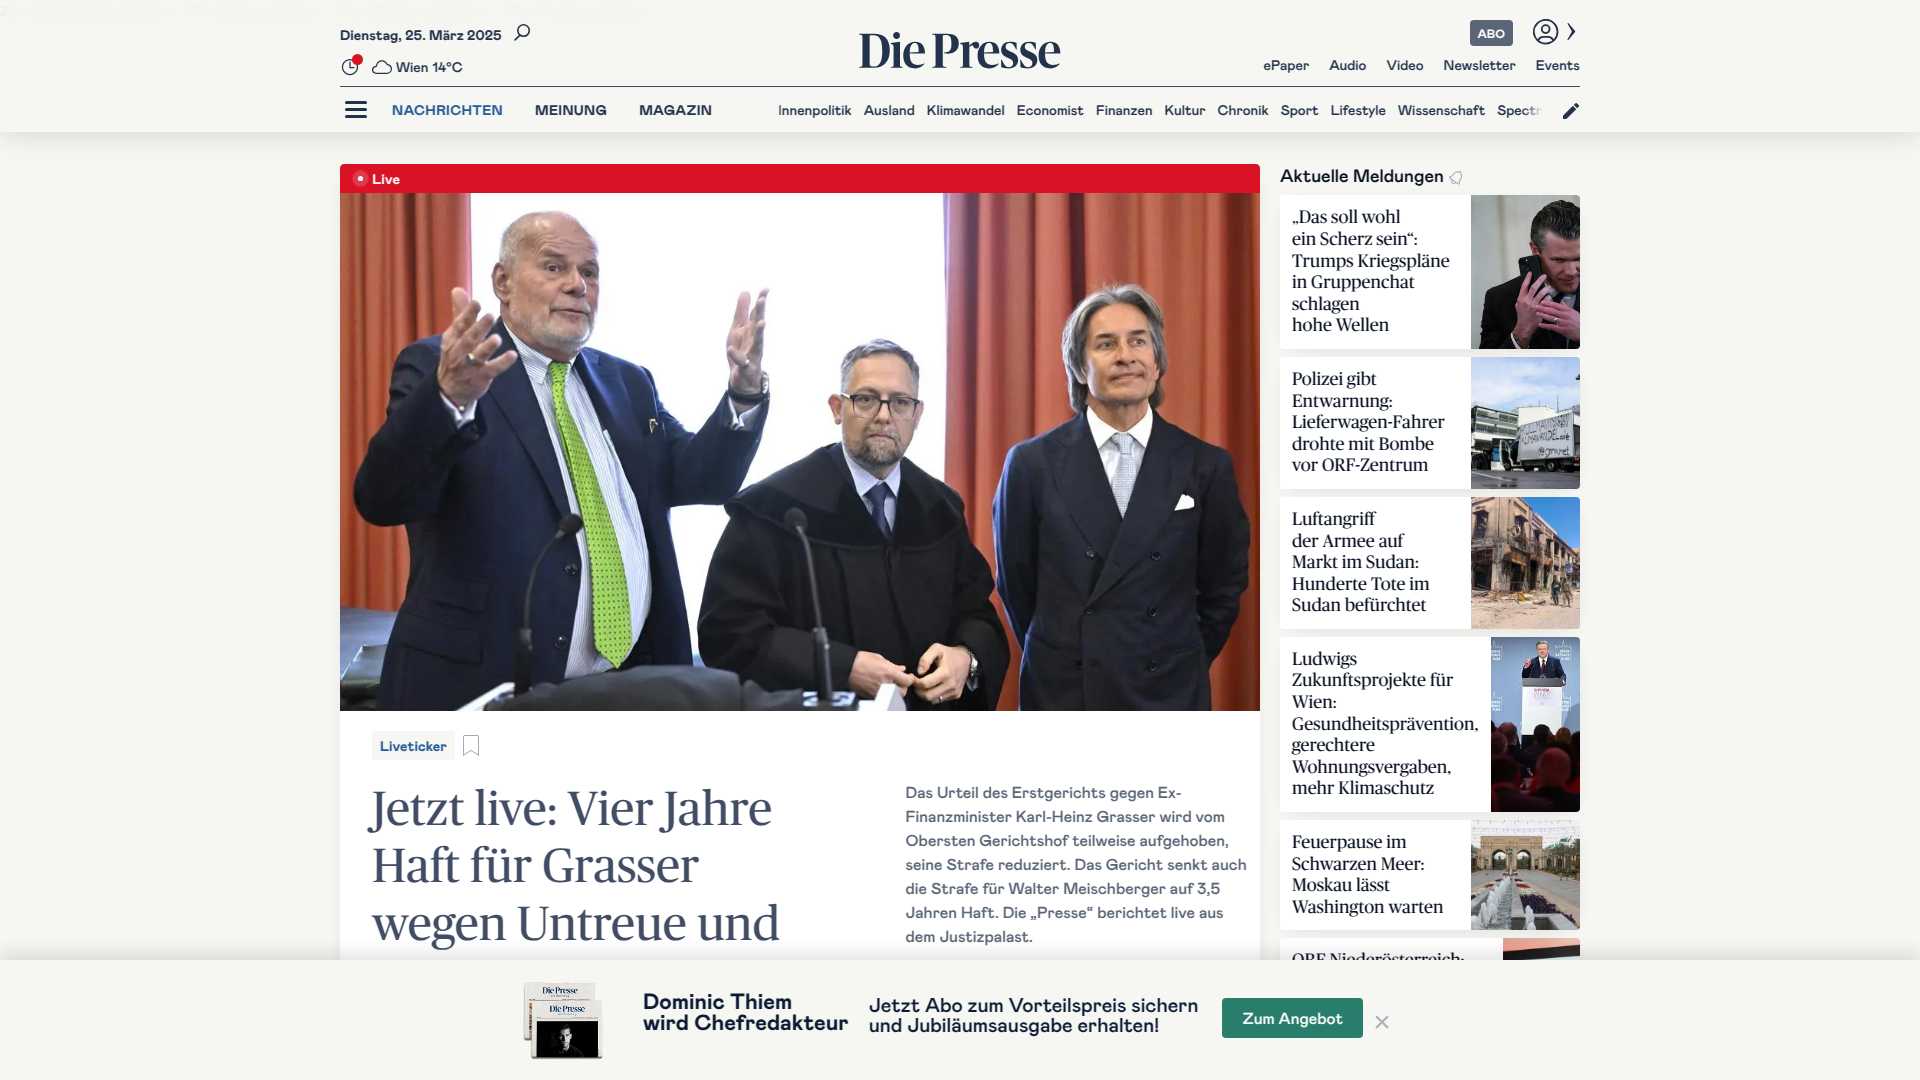 Dienstag, 25. März 2025
Wien 14°C
Die Presse
ABO
ePaper Audio Video Newsletter Events
NACHRICHTEN MEINUNG MAGAZIN
Innenpolitik Ausland Klimawandel Economist Finanzen Kultur Chronik Sport Lifestyle Wissenschaft
Live
Liveticker
Jetzt live: Vier Jahre
Haft für Grasser
wegen Untreue und
Das Urteil des Erstgerichts gegen Ex-
Finanzminister Karl-Heinz Grasser wird vom
Obersten Gerichtshof teilweise aufgehoben,
seine Strafe reduziert. Das Gericht senkt auch
die Strafe für Walter Meischberger auf 3,5
Jahren Haft. Die „Presse“ berichtet live aus
dem Justizpalast.
Aktuelle Meldungen
„Das soll wohl
ein Scherz sein“:
Trumps Kriegspläne
in Gruppenchat
schlagen
hohe Wellen
Polizei gibt
Entwarnung:
Lieferwagen-Fahrer
drohte mit Bombe
vor ORF-Zentrum
Luftangriff
der Armee auf
Markt im Sudan:
Hunderte Tote im
Sudan befürchtet
Ludwigs
Zukunftsprojekte für
Wien:
Gesundheitsprävention,
gerechtere
Wohnungsvergaben,
mehr Klimaschutz
Feuerpause im
Schwarzen Meer:
Moskau lässt
Washington warten
ORF Niederösterreich:
Die Presse
Die Presse
Dominic Thiem
wird Chefredakteur
Jetzt Abo zum Vorteilspreis sichern
und Jubiläumsausgabe erhalten!
Zum Angebot